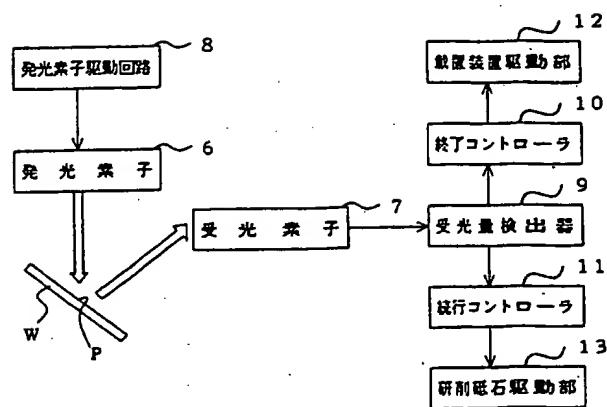 8
発光素子駆動回路
6
発光素子
7
受光素子
W
P
12
載置装置駆動部
10
終了コントローラ
9
受光量検出器
11
続行コントローラ
13
研削砥石駆動部